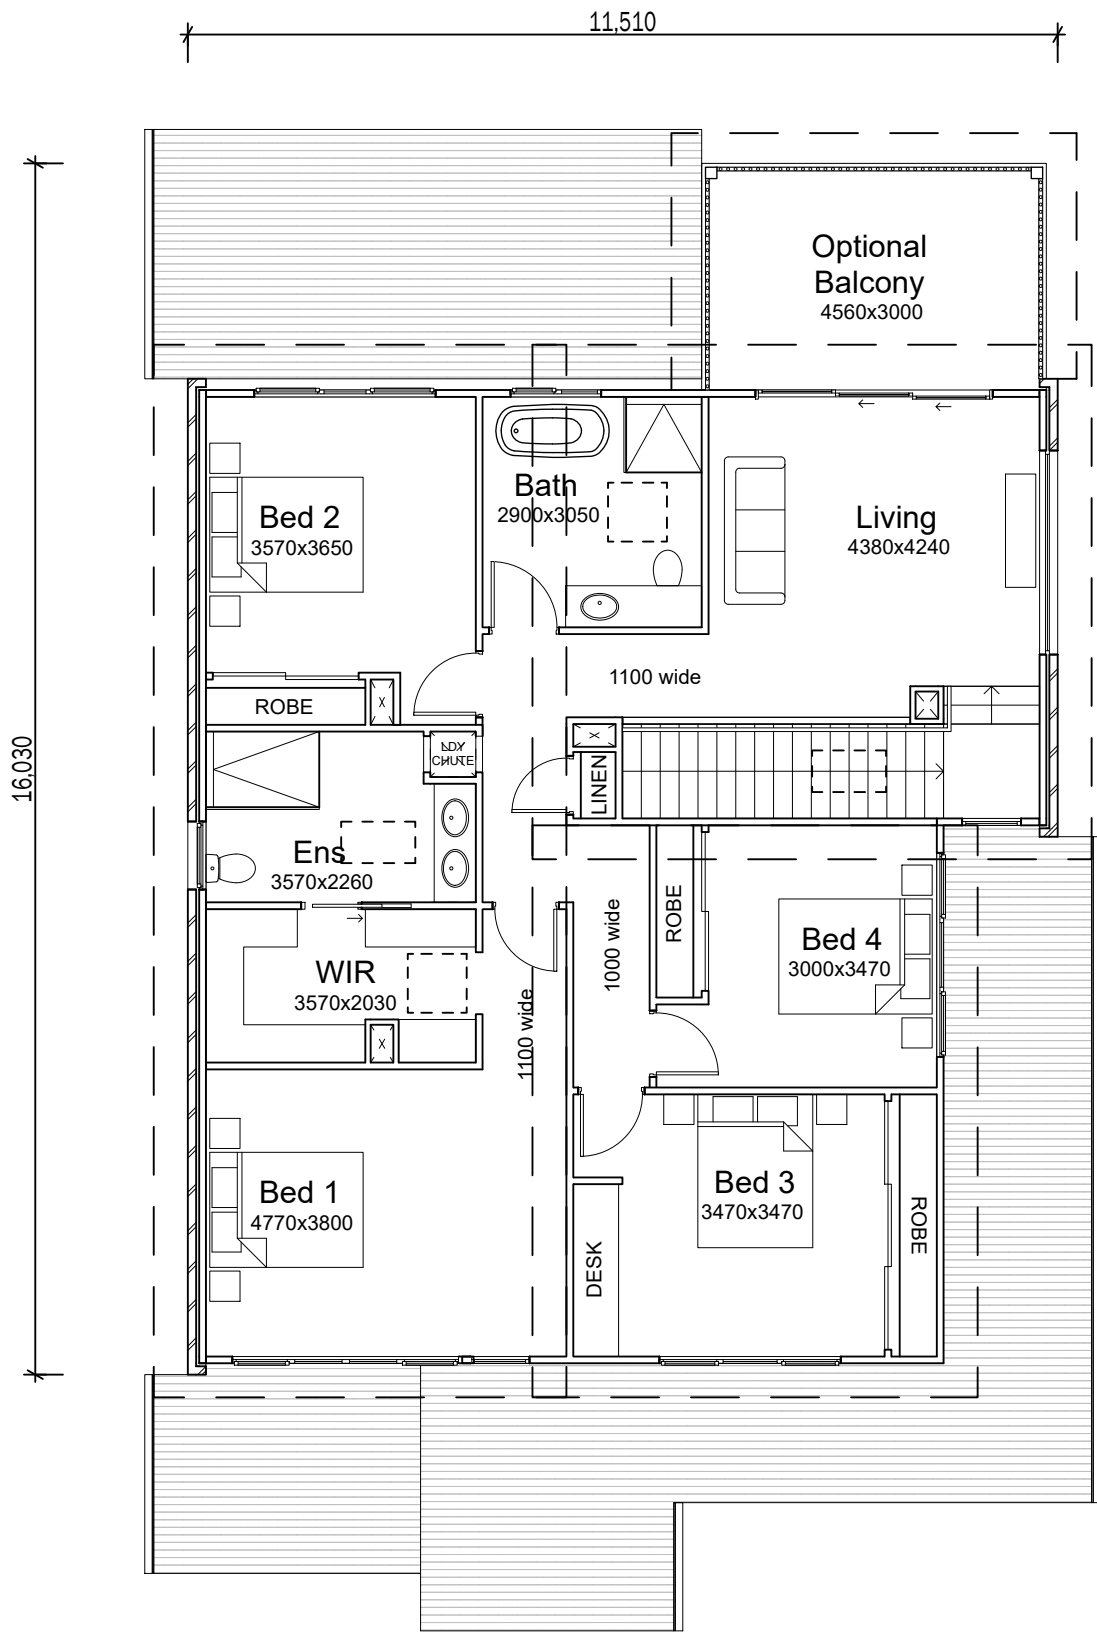 11,510
16,030
Optional
Balcony
4560x3000
Bed 2
3570x3650
Bath
2900x3050
Living
4380x4240
1100 wide
ROBE
X
LDY
CHUTE
X
LINEN
Ens
3570x2260
WIR
3570x2030
X
1100 wide
1000 wide
ROBE
Bed 4
3000x3470
Bed 1
4770x3800
Bed 3
3470x3470
DESK
ROBE